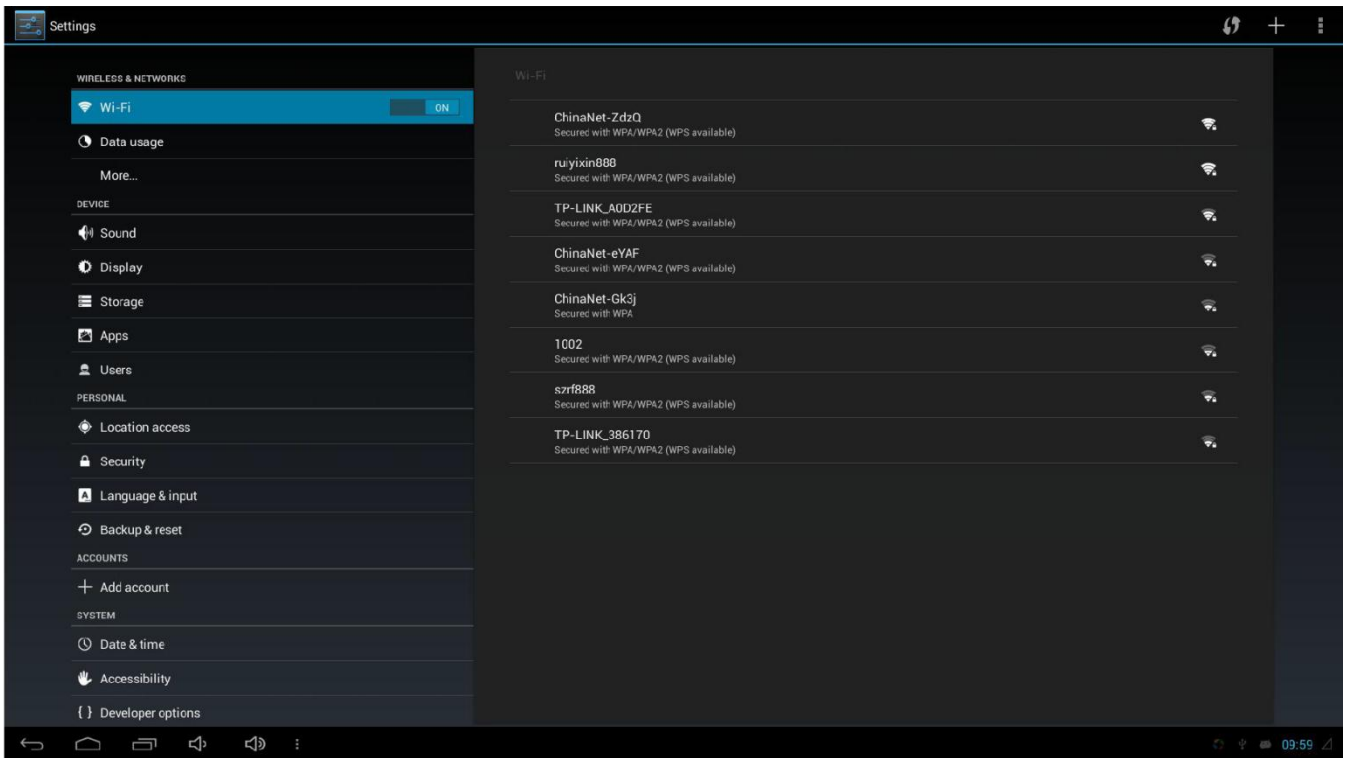 Settings
WIRELESS & NETWORKS
Wi-Fi
ON
Data usage
More...
DEVICE
Sound
Display
Storage
Apps
Users
PERSONAL
Location access
Security
Language & input
Backup & reset
ACCOUNTS
Add account
SYSTEM
Date & time
Accessibility
{ } Developer options
Wi-Fi
ChinaNet-ZdzQ
Secured with WPA/WPA2 (WPS available)
ruiyixin888
Secured with WPA/WPA2 (WPS available)
TP-LINK_A0D2FE
Secured with WPA/WPA2 (WPS available)
ChinaNet-eYAF
Secured with WPA/WPA2 (WPS available)
ChinaNet-Gk3j
Secured with WPA
1002
Secured with WPA/WPA2 (WPS available)
szrf888
Secured with WPA/WPA2 (WPS available)
TP-LINK_386170
Secured with WPA/WPA2 (WPS available)
09:59